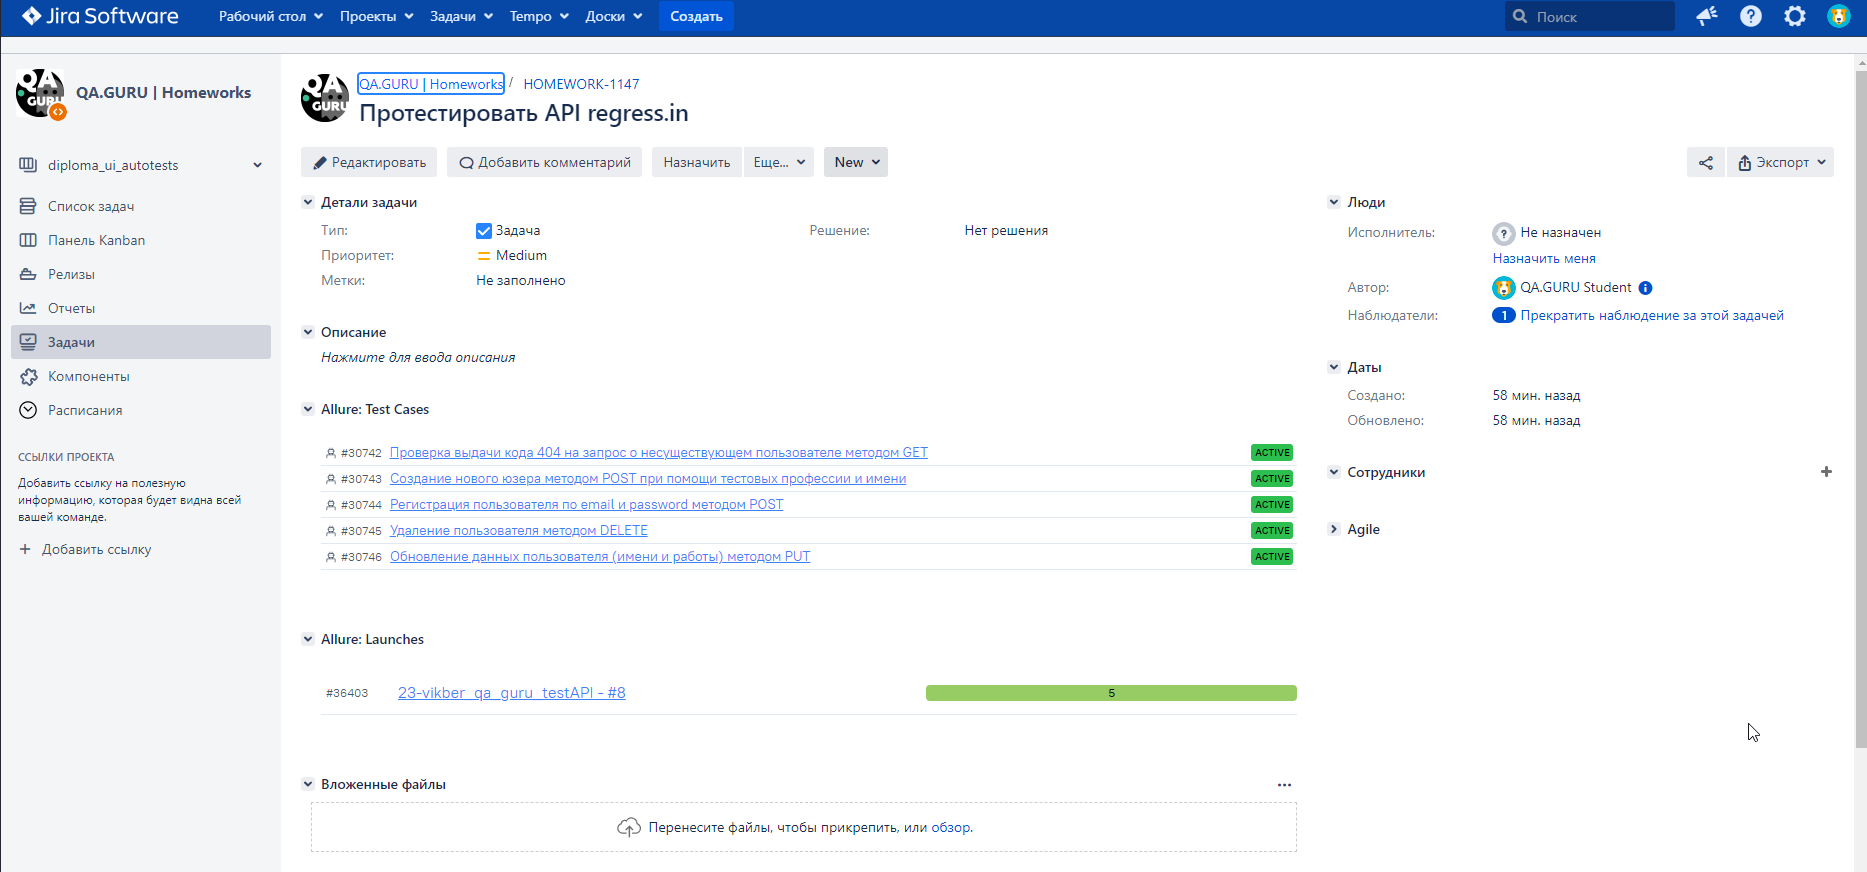 Jira Software Рабочий стол Проекты Задачи Tempo Доски Создать Поиск
QA.GURU | Homeworks
diploma_ui_autotests
Список задач
Панель Kanban
Релизы
Отчеты
Задачи
Компоненты
Расписания
ССЫЛКИ ПРОЕКТА
Добавить ссылку на полезную
информацию, которая будет видна всей
вашей команде.
+ Добавить ссылку
QA.GURU | Homeworks / HOMEWORK-1147
Протестировать API regress.in
Редактировать Добавить комментарий Назначить Еще... New Экспорт
Детали задачи
Тип: Задача Решение: Нет решения
Приоритет: Medium
Метки: Не заполнено
Описание
Нажмите для ввода описания
Allure: Test Cases
#30742 Проверка выдачи кода 404 на запрос о несуществующем пользователе методом GET ACTIVE
#30743 Создание нового юзера методом POST при помощи тестовых профессии и имени ACTIVE
#30744 Регистрация пользователя по email и password методом POST ACTIVE
#30745 Удаление пользователя методом DELETE ACTIVE
#30746 Обновление данных пользователя (имени и работы) методом PUT ACTIVE
Allure: Launches
#36403 23-vikber_qa_guru_testAPI - #8 5
Вложенные файлы
Перенесите файлы, чтобы прикрепить, или обзор.
Люди
Исполнитель: Не назначен
Назначить меня
Автор: QA.GURU Student
Наблюдатели: 1 Прекратить наблюдение за этой задачей
Даты
Создано: 58 мин. назад
Обновлено: 58 мин. назад
Сотрудники
Agile